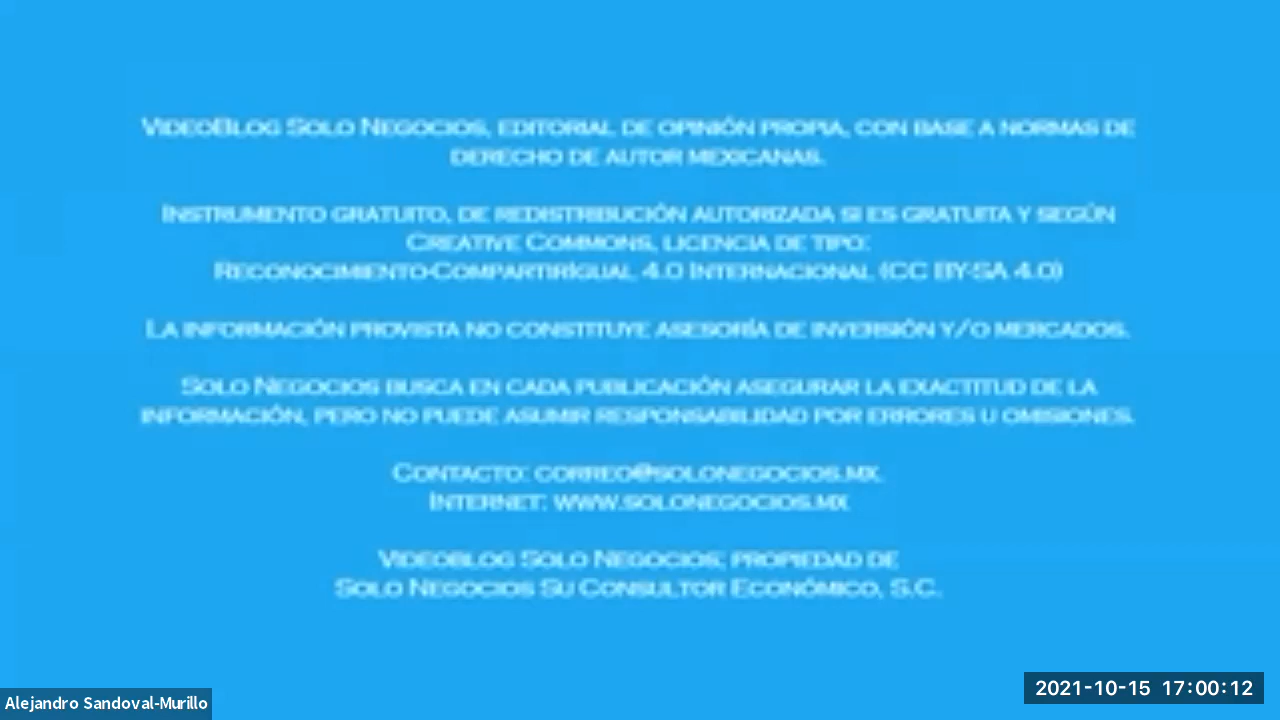 VideoBlog Solo Negocios, editorial de opinión propia, con base a normas de
derecho de autor mexicanas.
Instrumento gratuito, de redistribución autorizada si es gratuita y según
Creative Commons, licencia de tipo:
Reconocimiento-CompartirIgual 4.0 Internacional (CC BY-SA 4.0)
La información provista no constituye asesoría de inversión y/o mercados.
Solo Negocios busca en cada publicación asegurar la exactitud de la
información, pero no puede asumir responsabilidad por errores u omisiones.
Contacto: correo@solonegocios.mx.
Internet: www.solonegocios.mx
Videoblog Solo Negocios; propiedad de
Solo Negocios Su Consultor Económico, S.C.
Alejandro Sandoval-Murillo
2021-10-15 17:00:12